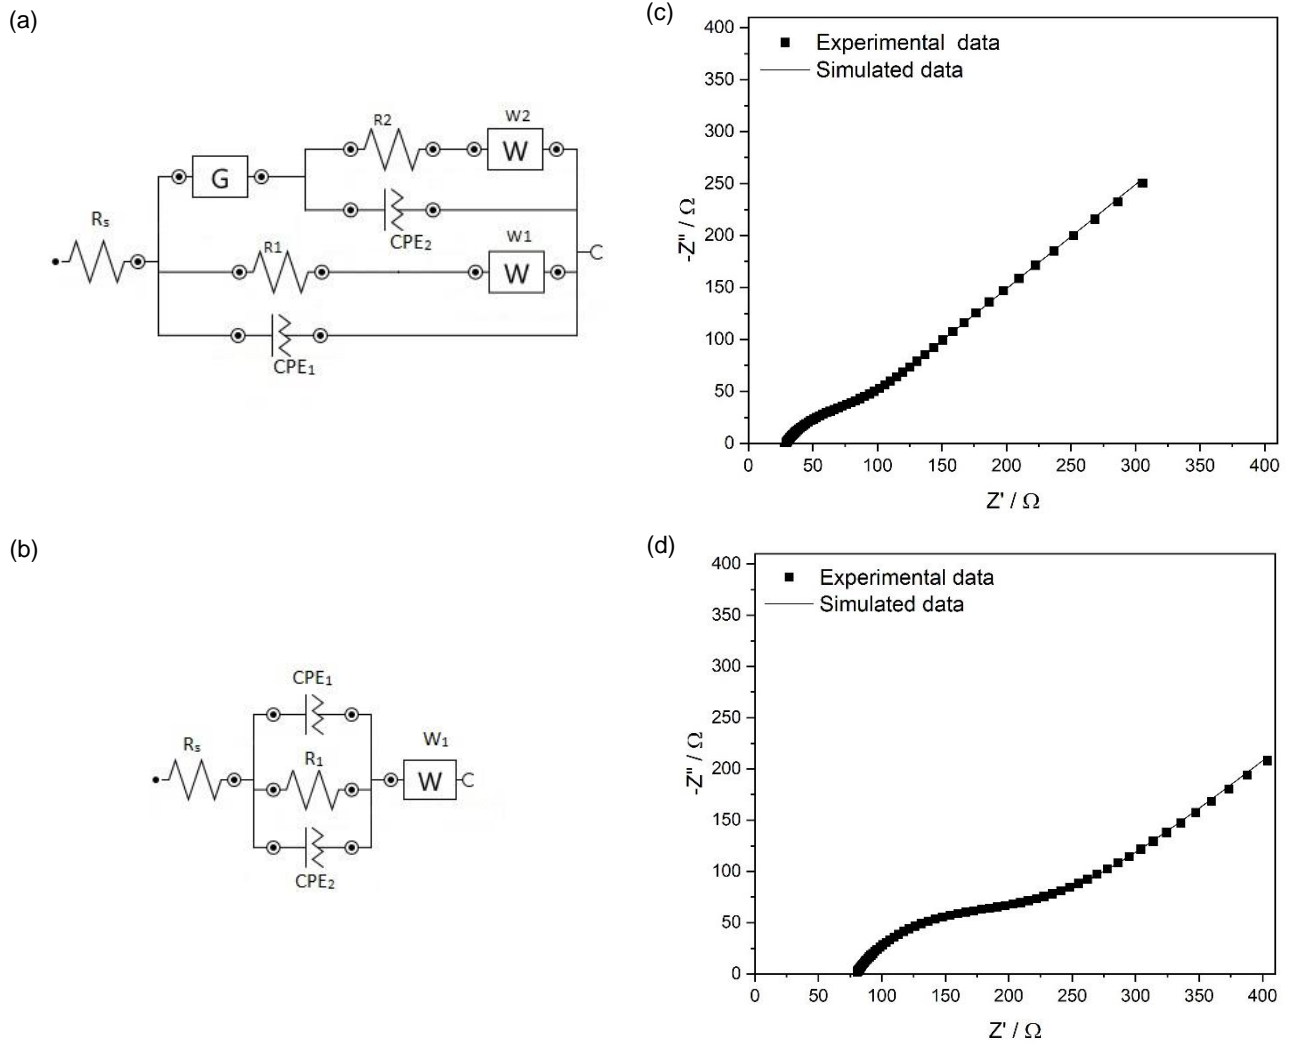 (a)
R2
W2
W
G
Rₛ
CPE₂
R1
W1
W
C
CPE₁
(c)
Experimental data
Simulated data
400
350
300
250
200
150
100
50
0
-Z'' / Ω
0 50 100 150 200 250 300 350 400
Z' / Ω
(b)
CPE₁
Rₛ
R₁
W₁
W
C
CPE₂
(d)
Experimental data
Simulated data
400
350
300
250
200
150
100
50
0
-Z'' / Ω
0 50 100 150 200 250 300 350 400
Z' / Ω